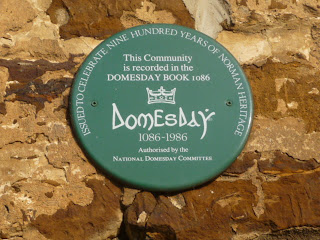 ISSUED TO CELEBRATE NINE HUNDRED YEARS OF NORMAN HERITAGE
This Community
is recorded in the
DOMESDAY BOOK 1086
DOMESDAY
1086-1986
Authorised by the
NATIONAL DOMESDAY COMMITTEE